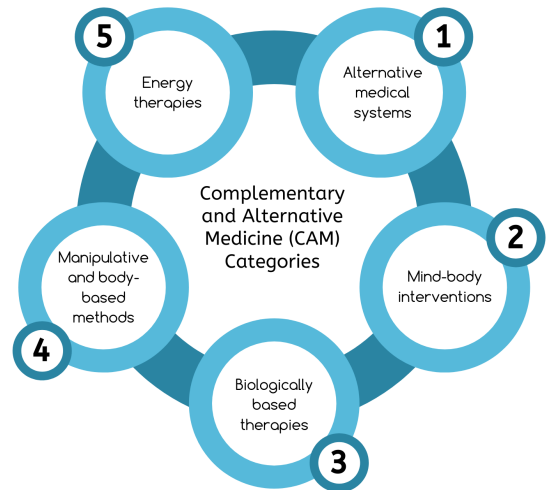 Complementary
and Alternative
Medicine (CAM)
Categories
1
Alternative
medical
systems
2
Mind-body
interventions
3
Biologically
based
therapies
4
Manipulative
and body-
based
methods
5
Energy
therapies